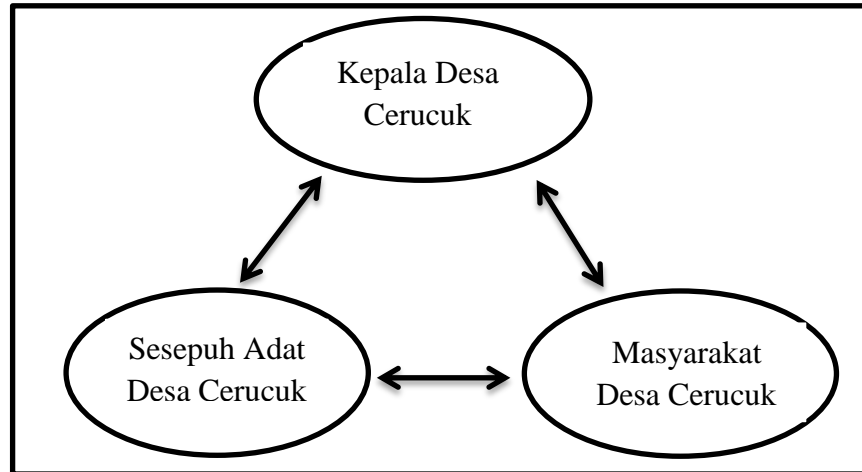 Kepala Desa
Cerucuk
Sesepuh Adat
Desa Cerucuk
Masyarakat
Desa Cerucuk